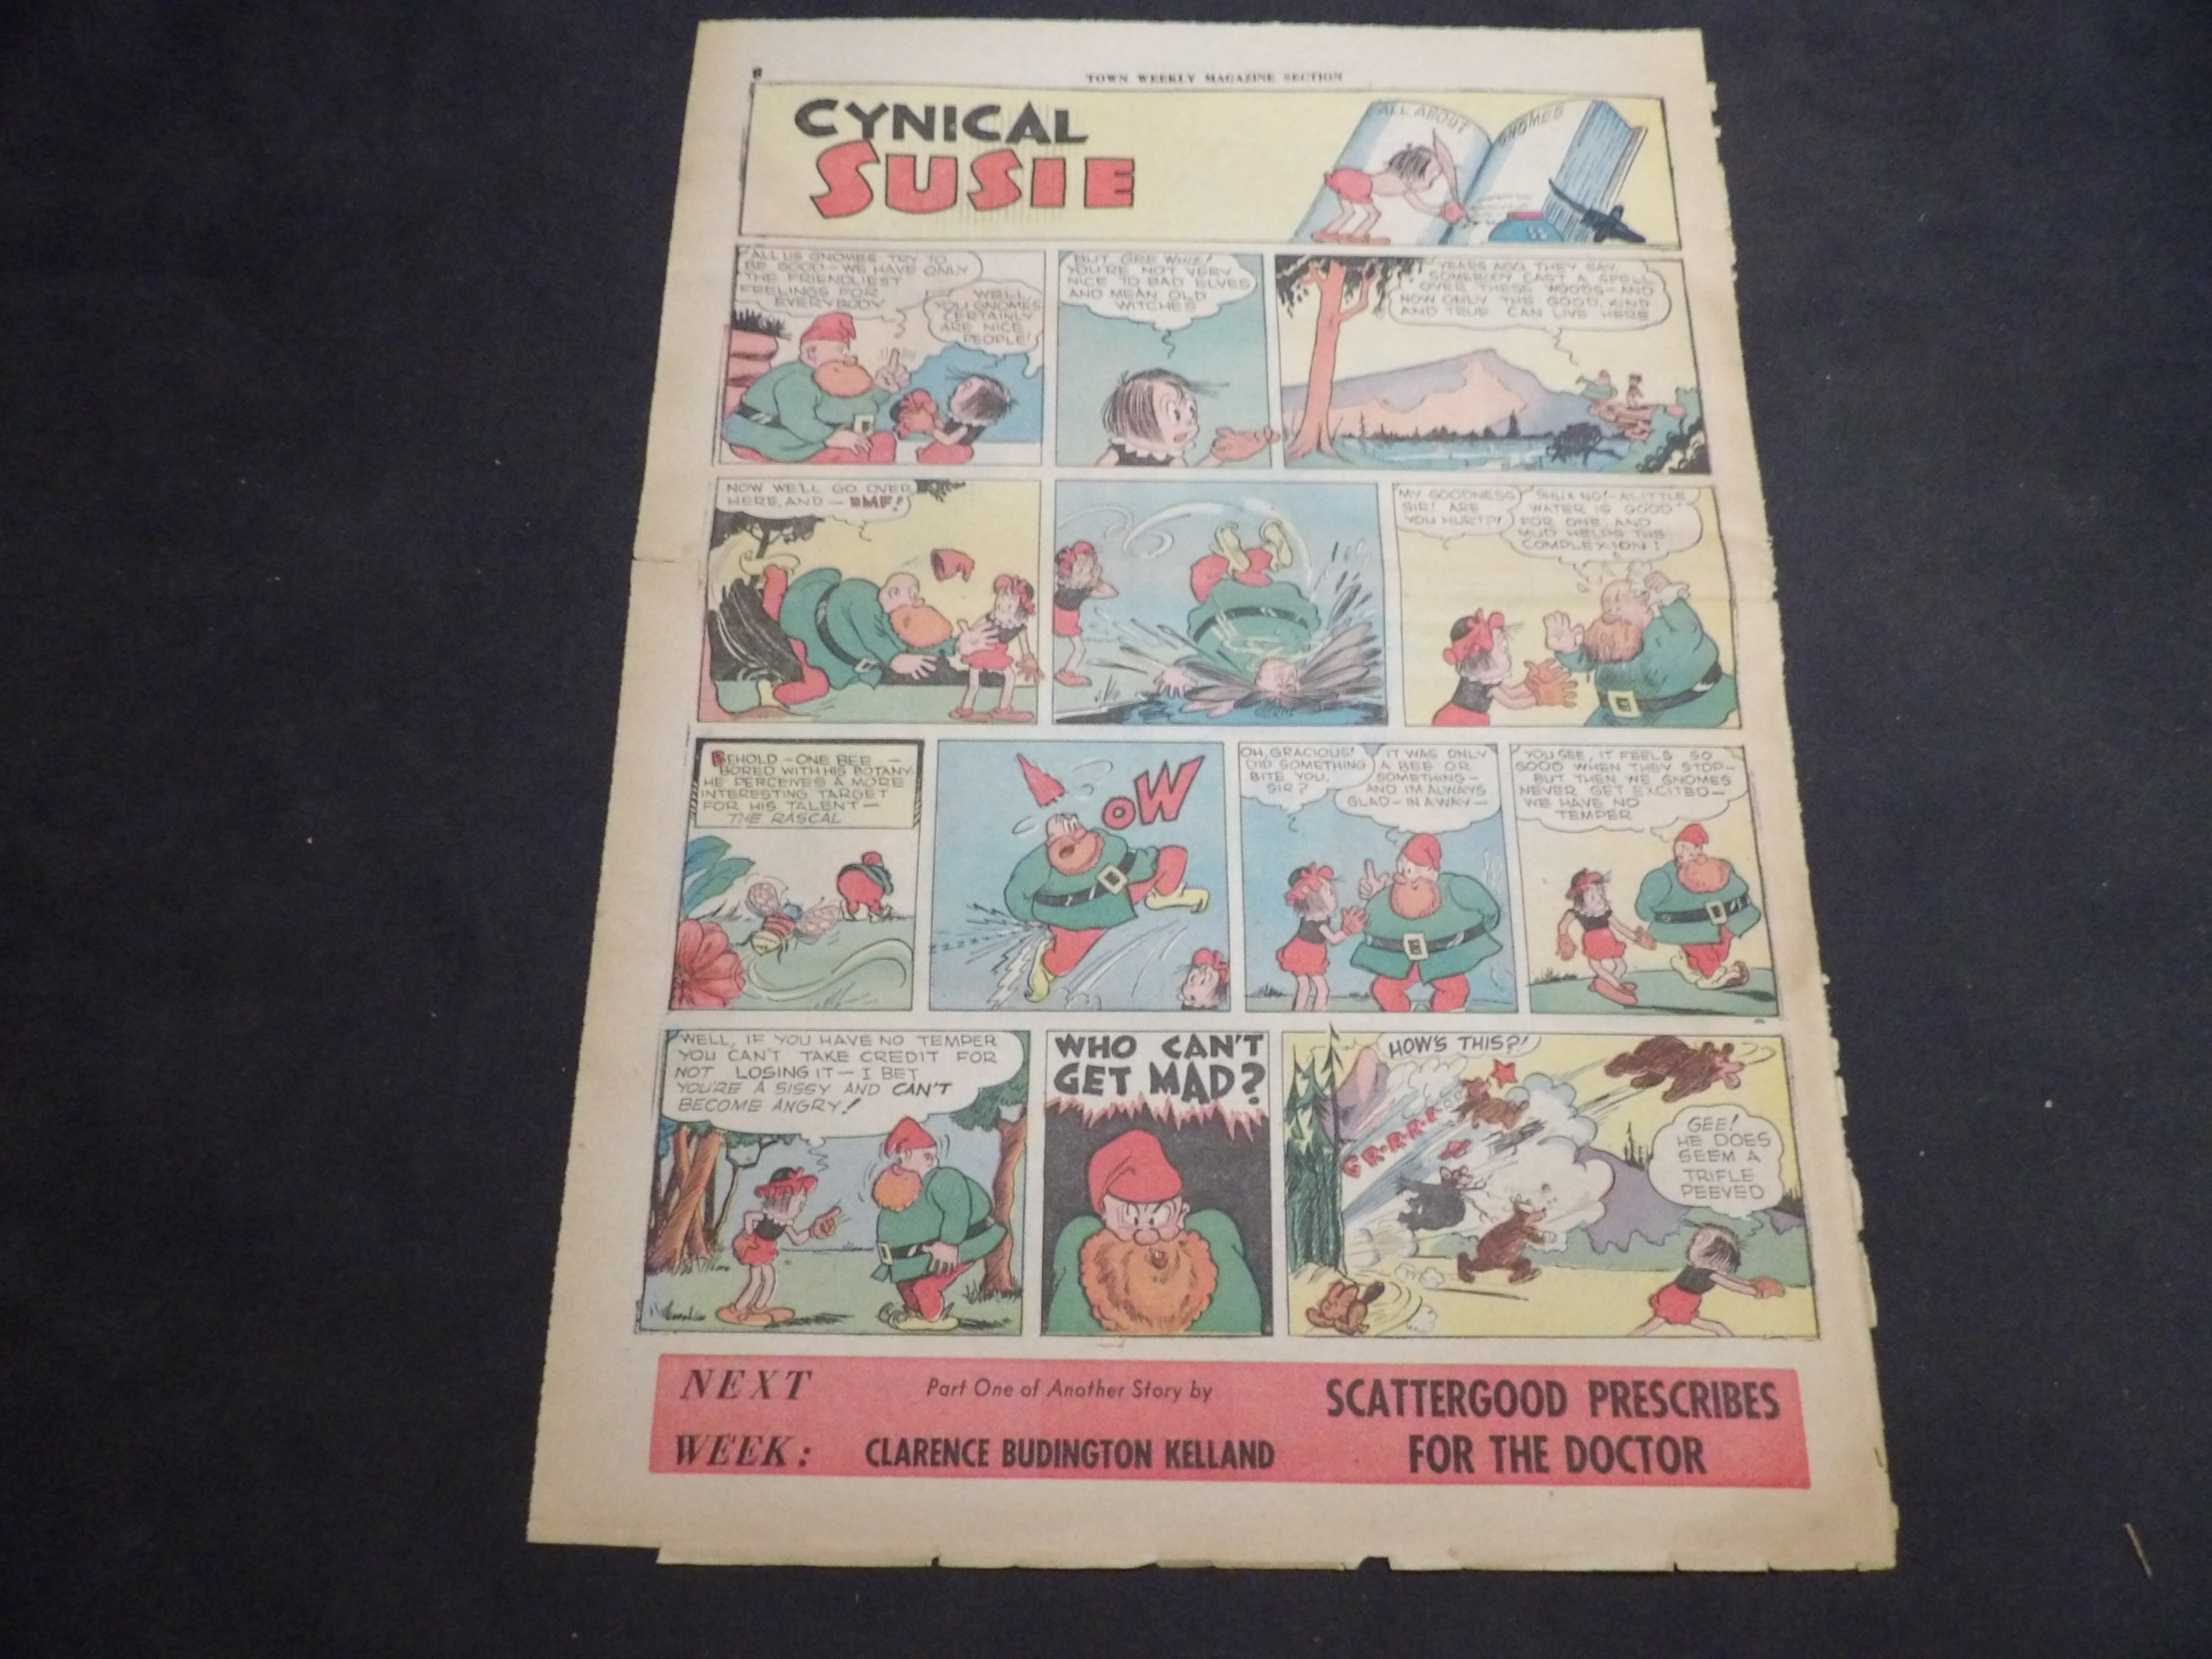 8
TOWN WEEKLY MAGAZINE SECTION
CYNICAL
SUSIE
ALL ABOUT
GNOMES
ALL US GNOMES TRY TO
BE GOOD - WE HAVE ONLY
THE FRIENDLIEST
FEELINGS FOR
EVERYBODY
WELL
YOU GNOMES
CERTAINLY
ARE NICE
PEOPLE!
BUT GEE WHIZ!
YOU'RE NOT VERY
NICE TO BAD ELVES
AND MEAN OLD
WITCHES
YEARS AGO, THEY SAY,
SOMEBODY CAST A SPELL
OVER THESE WOODS - AND
NOW ONLY THE GOOD, KIND
AND TRUE CAN LIVE HERE
NOW WE'LL GO OVER
HERE, AND - UMF!
MY GOODNESS
SIR! ARE
YOU HURT?!
SHUX NO! - A LITTLE
WATER IS GOOD
FOR ONE, AND
MUD HELPS THE
COMPLEXION!
BEHOLD - ONE BEE -
BORED WITH HIS BOTANY
HE PERCEIVES A MORE
INTERESTING TARGET
FOR HIS TALENT -
THE RASCAL
OW
OH, GRACIOUS!
DID SOMETHING
BITE YOU,
SIR?
IT WAS ONLY
A BEE OR
SOMETHING -
AND IM ALWAYS
GLAD - IN A WAY -
YOU SEE, IT FEELS SO
GOOD WHEN THEY STOP -
BUT THEN WE GNOMES
NEVER GET EXCITED -
WE HAVE NO
TEMPER
WELL, IF YOU HAVE NO TEMPER
YOU CAN'T TAKE CREDIT FOR
NOT LOSING IT - I BET
YOU'RE A SISSY AND CAN'T
BECOME ANGRY!
WHO CAN'T
GET MAD?
HOW'S THIS?!
GR-R-R-R-R-R-R
GEE!
HE DOES
SEEM A
TRIFLE
PEEVED
NEXT
WEEK:
Part One of Another Story by
CLARENCE BUDINGTON KELLAND
SCATTERGOOD PRESCRIBES
FOR THE DOCTOR